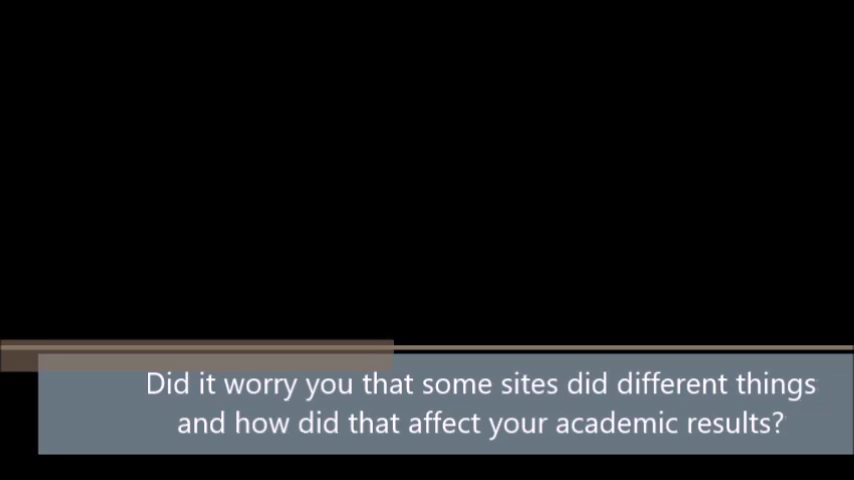 Did it worry you that some sites did different things
and how did that affect your academic results?